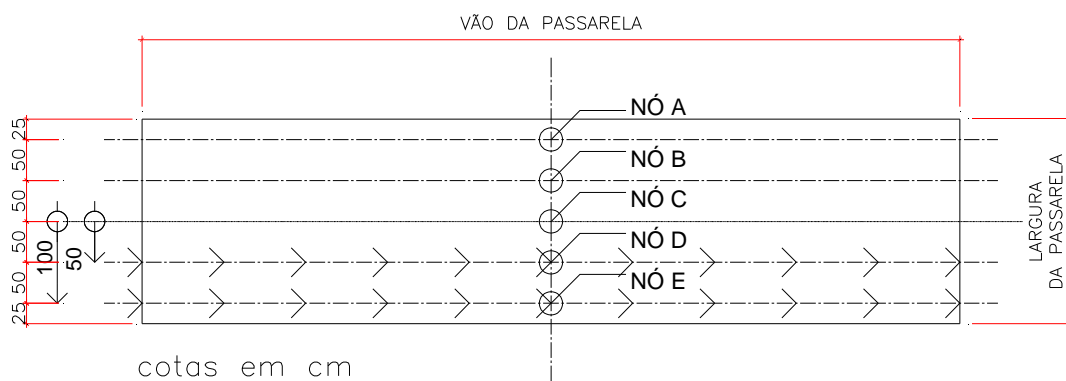 VÃO DA PASSARELA
NÓ A
NÓ B
NÓ C
NÓ D
NÓ E
25
50
50
50
50
25
100
50
LARGURA
DA PASSARELA
cotas em cm